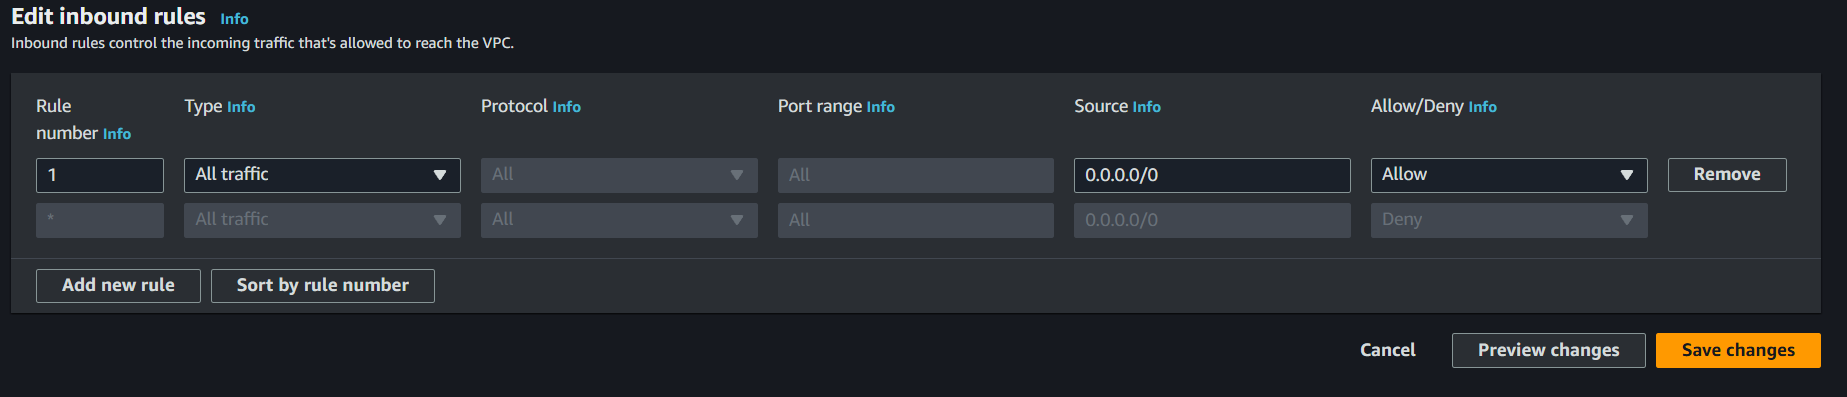 Edit inbound rules Info
Inbound rules control the incoming traffic that's allowed to reach the VPC.
Rule number Info Type Info Protocol Info Port range Info Source Info Allow/Deny Info
1 All traffic All All 0.0.0.0/0 Allow Remove
* All traffic All All 0.0.0.0/0 Deny
Add new rule Sort by rule number
Cancel Preview changes Save changes